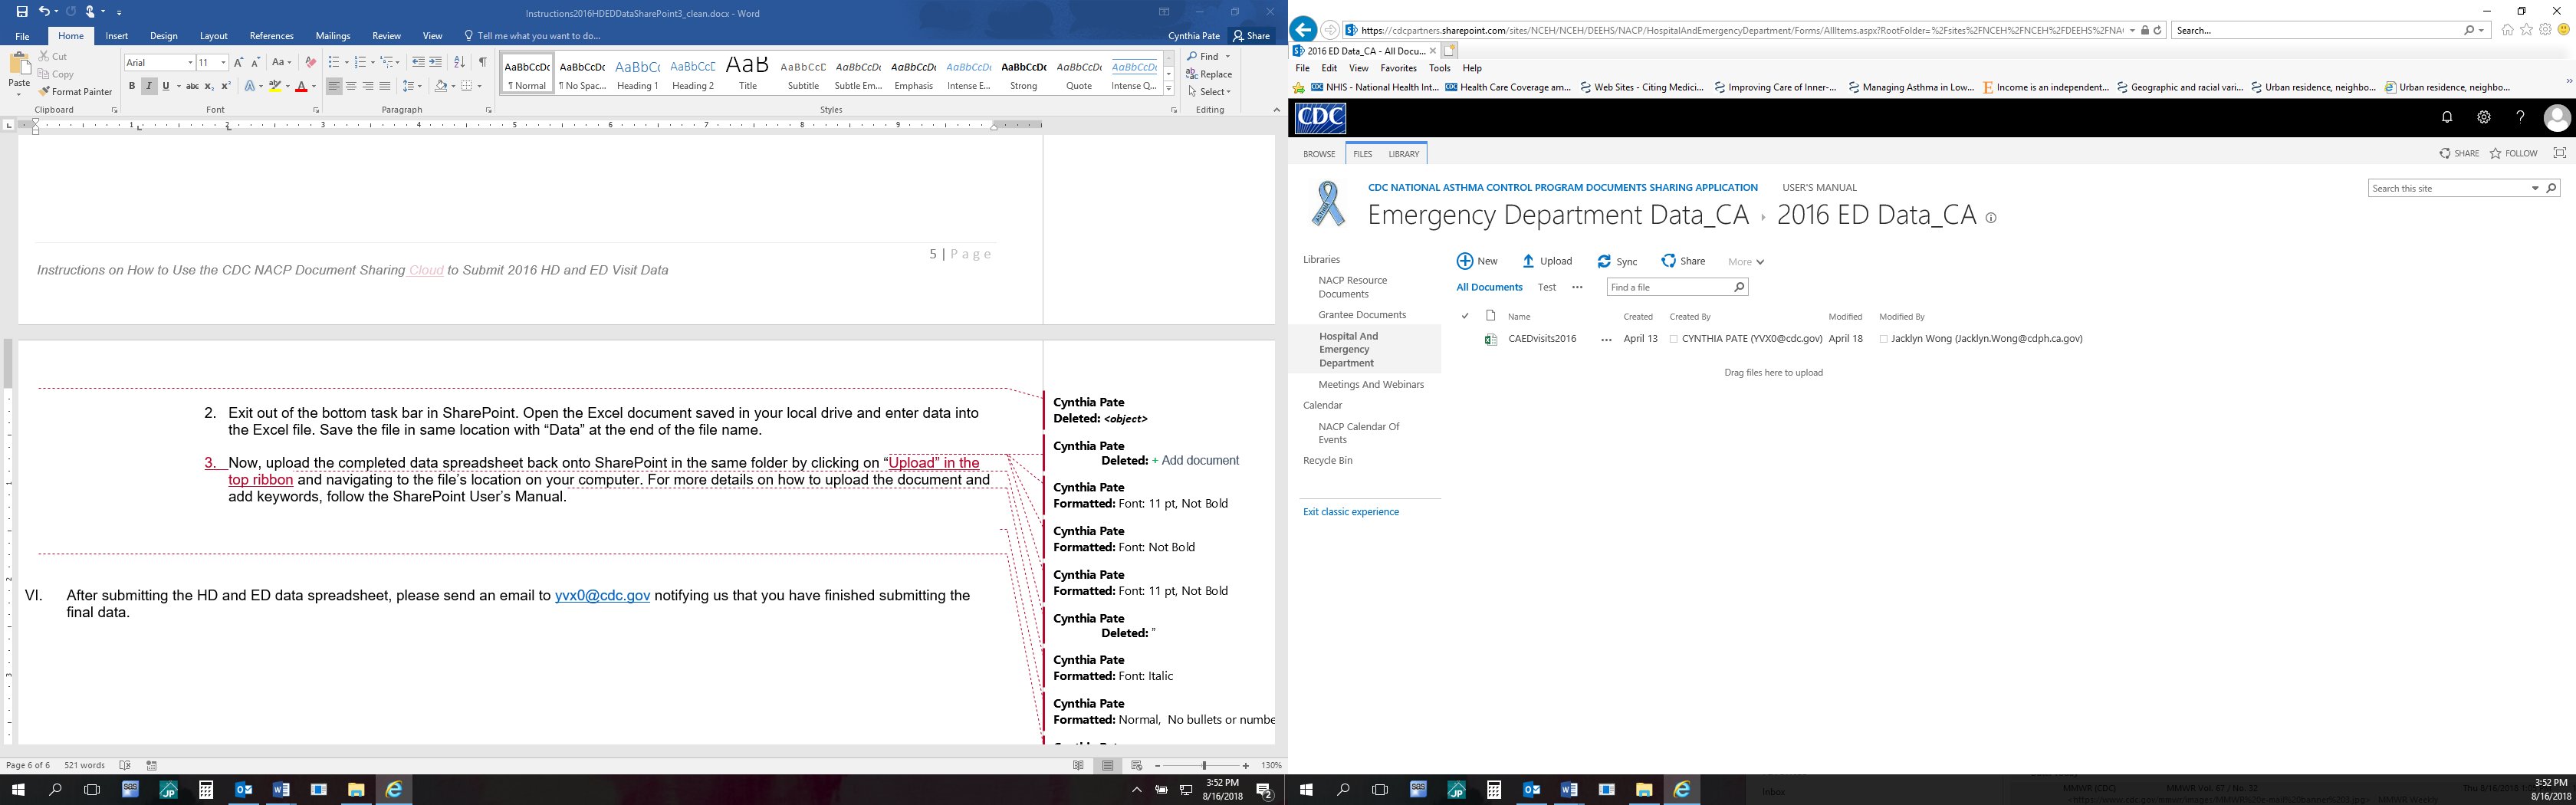 Instructions2016HDEDDataSharePoint3_clean.docx - Word
File Home Insert Design Layout References Mailings Review View Tell me what you want to do... Cynthia Pate Share
Paste Cut Copy Format Painter
Arial 11
AaBbCcDc AaBbCcDc AaBbCc AaBbCcE AaB AaBbCcD AaBbCcDc AaBbCcDc AaBbCcDc AaBbCcDc AaBbCcDc AaBbCcDc
¶ Normal ¶ No Spac... Heading 1 Heading 2 Title Subtitle Subtle Em... Emphasis Intense E... Strong Quote Intense Q...
Find
Replace
Select
Clipboard Font Paragraph Styles Editing
5 | Page
Instructions on How to Use the CDC NACP Document Sharing Cloud to Submit 2016 HD and ED Visit Data
2. Exit out of the bottom task bar in SharePoint. Open the Excel document saved in your local drive and enter data into
the Excel file. Save the file in same location with “Data” at the end of the file name.
3. Now, upload the completed data spreadsheet back onto SharePoint in the same folder by clicking on “Upload” in the
top ribbon and navigating to the file’s location on your computer. For more details on how to upload the document and
add keywords, follow the SharePoint User’s Manual.
VI. After submitting the HD and ED data spreadsheet, please send an email to yvx0@cdc.gov notifying us that you have finished submitting the
final data.
Cynthia Pate
Deleted: <object>
Cynthia Pate
Deleted: + Add document
Cynthia Pate
Formatted: Font: 11 pt, Not Bold
Cynthia Pate
Formatted: Font: Not Bold
Cynthia Pate
Formatted: Font: 11 pt, Not Bold
Cynthia Pate
Deleted: ”
Cynthia Pate
Formatted: Font: Italic
Cynthia Pate
Formatted: Normal, No bullets or numbe
Page 6 of 6 521 words 130%
3:52 PM
8/16/2018
https://cdcpartners.sharepoint.com/sites/NCEH/NCEH/DEEHS/NACP/HospitalAndEmergencyDepartment/Forms/AllItems.aspx?RootFolder=%2Fsites%2FNCEH%2FNCEH%2FDEEHS%2FNA Search...
2016 ED Data_CA - All Docu...
File Edit View Favorites Tools Help
NHIS - National Health Int... Health Care Coverage am... Web Sites - Citing Medici... Improving Care of Inner-... Managing Asthma in Low... Income is an independent... Geographic and racial vari... Urban residence, neighbo... Urban residence, neighbo...
CDC
BROWSE FILES LIBRARY SHARE FOLLOW
ASTHMA
CDC NATIONAL ASTHMA CONTROL PROGRAM DOCUMENTS SHARING APPLICATION USER'S MANUAL
Search this site
Emergency Department Data_CA 2016 ED Data_CA
Libraries
NACP Resource
Documents
Grantee Documents
Hospital And
Emergency
Department
Meetings And Webinars
Calendar
NACP Calendar Of
Events
Recycle Bin
Exit classic experience
New Upload Sync Share More
All Documents Test ... Find a file
Name Created Created By Modified Modified By
CAEDvisits2016 ... April 13 CYNTHIA PATE (YVX0@cdc.gov) April 18 Jacklyn Wong (Jacklyn.Wong@cdph.ca.gov)
Drag files here to upload
3:52 PM
8/16/2018